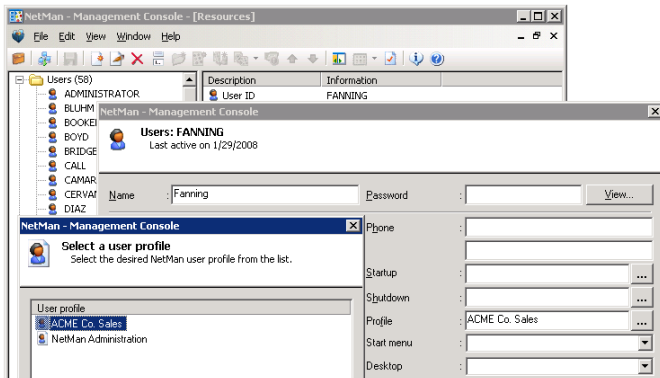 NetMan - Management Console - [Resources]
File Edit View Window Help
Users (58)
ADMINISTRATOR
BLUHM
BOYD
BRIDGE
CALL
CAMAR
DIAZ
Description Information
User ID FANNING
NetMan - Management Console
Users: FANNING
Last active on 1/29/2008
Name : Fanning
Password :
View...
Phone :
Startup : ...
Shutdown : ...
Profile : ACME Co. Sales ...
Start menu :
Desktop :
NetMan - Management Console
Select a user profile
Select the desired NetMan user profile from the list.
User profile
ACME Co. Sales
NetMan Administration